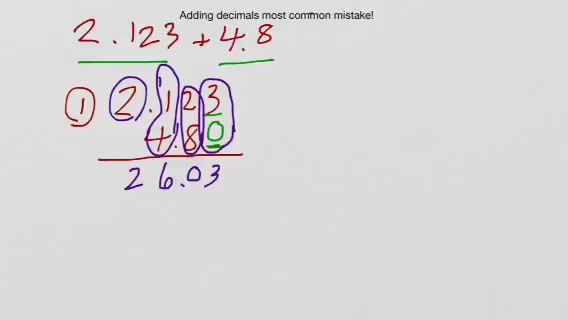 Adding decimals most common mistake!
2.123 + 4.8
1 2.123
4.80
26.03